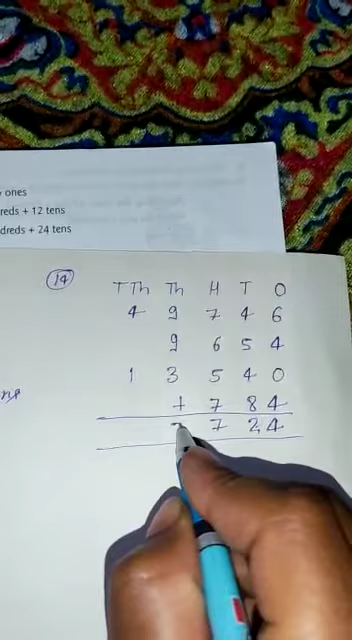 ones
reds + 12 tens
dreds + 24 tens
14
TTh Th H T O
4 9 7 4 6
9 6 5 4
1 3 5 4 0
+ 7 8 4
7 2 4